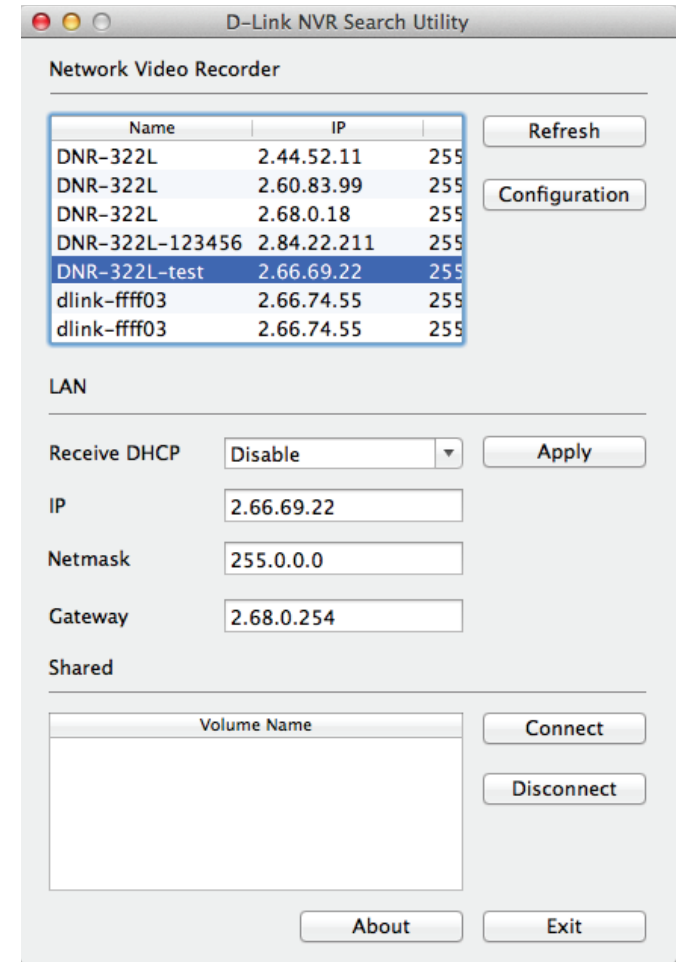 D-Link NVR Search Utility
Network Video Recorder
Name IP
DNR-322L 2.44.52.11 255
DNR-322L 2.60.83.99 255
DNR-322L 2.68.0.18 255
DNR-322L-123456 2.84.22.211 255
DNR-322L-test 2.66.69.22 255
dlink-ffff03 2.66.74.55 255
dlink-ffff03 2.66.74.55 255
Refresh
Configuration
LAN
Receive DHCP Disable Apply
IP 2.66.69.22
Netmask 255.0.0.0
Gateway 2.68.0.254
Shared
Volume Name
Connect
Disconnect
About Exit